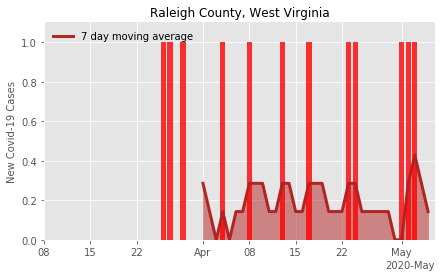 Raleigh County, West Virginia
7 day moving average
New Covid-19 Cases
1.0
0.8
0.6
0.4
0.2
0.0
08 15 22 Apr 08 15 22 May
2020-May